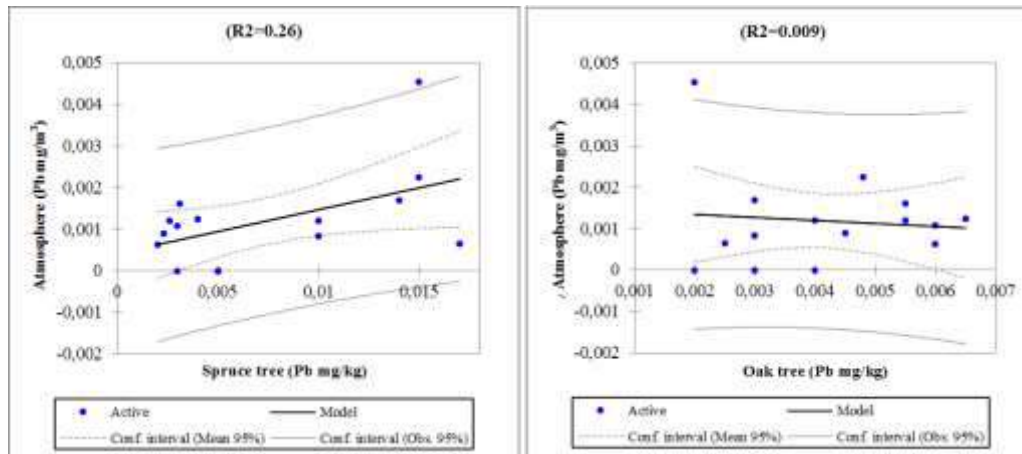 (R2=0.26)
0,005
0,004
0,003
0,002
0,001
0
-0,001
-0,002
0
0,005
0,01
0,015
Atmosphere (Pb mg/m³)
Spruce tree (Pb mg/kg)
Active
Model
Conf. interval (Mean 95%)
Conf. interval (Obs. 95%)
(R2=0.009)
0,005
0,004
0,003
0,002
0,001
0
-0,001
-0,002
0,001
0,002
0,003
0,004
0,005
0,006
0,007
Atmosphere (Pb mg/m³)
Oak tree (Pb mg/kg)
Active
Model
Conf. interval (Mean 95%)
Conf. interval (Obs. 95%)